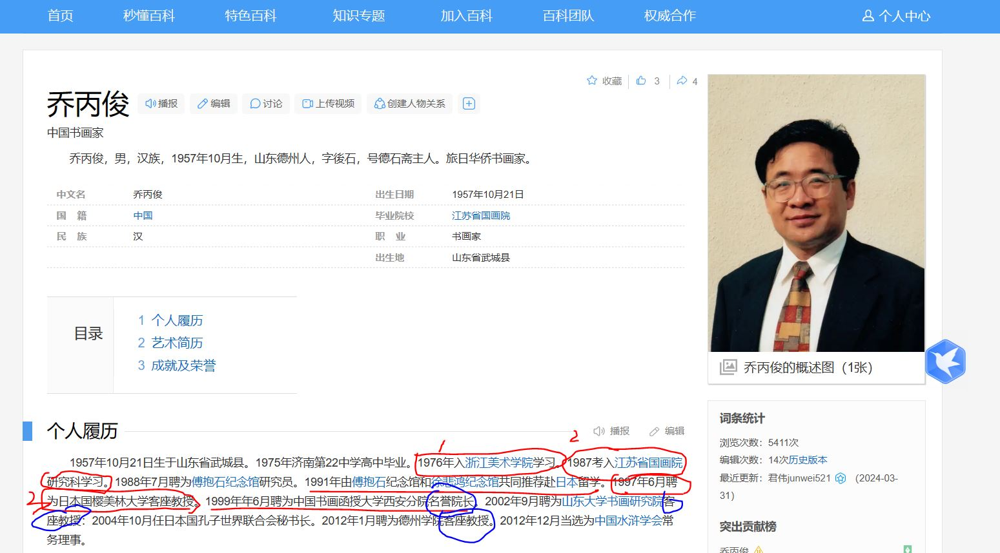 首页 秒懂百科 特色百科 知识专题 加入百科 百科团队 权威合作 个人中心
收藏 3 4
乔丙俊 播报 编辑 讨论 上传视频 创建人物关系
中国书画家
乔丙俊，男，汉族，1957年10月生，山东德州人，字後石，号德石斋主人。旅日华侨书画家。
中文名 乔丙俊 出生日期 1957年10月21日
国 籍 中国 毕业院校 江苏省国画院
民 族 汉 职 业 书画家
出生地 山东省武城县
目录
1 个人履历
2 艺术简历
3 成就及荣誉
乔丙俊的概述图（1张）
个人履历 播报 编辑
1 2
1957年10月21日生于山东省武城县。1975年济南第22中学高中毕业。1976年入浙江美术学院学习。1987考入江苏省国画院
研究科学习。1988年7月聘为傅抱石纪念馆研究员。1991年由傅抱石纪念馆和徐悲鸿纪念馆共同推荐赴日本留学。1997年6月聘
2
为日本国樱美林大学客座教授。1999年年6月聘为中国书画函授大学西安分院名誉院长。2002年9月聘为山东大学书画研究院客
座教授：2004年10月任日本国孔子世界联合会秘书长。2012年1月聘为德州学院客座教授。2012年12月当选为中国水浒学会常
务理事。
词条统计
浏览次数：5411次
编辑次数：14次历史版本
最近更新：君伟junwei521 （2024-03-
31）
突出贡献榜
乔丙俊